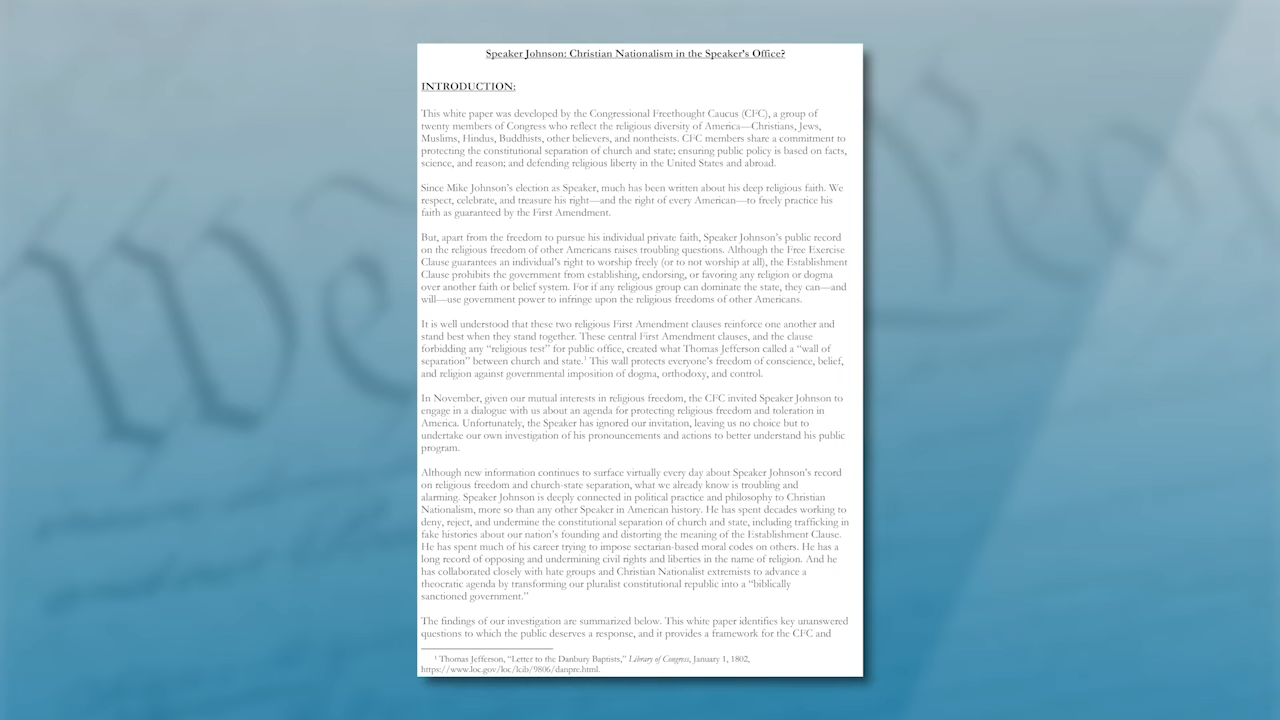 Speaker Johnson: Christian Nationalism in the Speaker's Office?
INTRODUCTION:
This white paper was developed by the Congressional Freethought Caucus (CFC), a group of
twenty members of Congress who reflect the religious diversity of America—Christians, Jews,
Muslims, Hindus, Buddhists, other believers, and nontheists. CFC members share a commitment to
protecting the constitutional separation of church and state; ensuring public policy is based on facts,
science, and reason; and defending religious liberty in the United States and abroad.
Since Mike Johnson's election as Speaker, much has been written about his deep religious faith. We
respect, celebrate, and treasure his right—and the right of every American—to freely practice his
faith as guaranteed by the First Amendment.
But, apart from the freedom to pursue his individual private faith, Speaker Johnson's public record
on the religious freedom of other Americans raises troubling questions. Although the Free Exercise
Clause guarantees an individual's right to worship freely (or to not worship at all), the Establishment
Clause prohibits the government from establishing, endorsing, or favoring any religion or dogma
over another faith or belief system. For if any religious group can dominate the state, they can—and
will—use government power to infringe upon the religious freedoms of other Americans.
It is well understood that these two religious First Amendment clauses reinforce one another and
stand best when they stand together. These central First Amendment clauses, and the clause
forbidding any "religious test" for public office, created what Thomas Jefferson called a "wall of
separation" between church and state.¹ This wall protects everyone's freedom of conscience, belief,
and religion against governmental imposition of dogma, orthodoxy, and control.
In November, given our mutual interests in religious freedom, the CFC invited Speaker Johnson to
engage in a dialogue with us about an agenda for protecting religious freedom and toleration in
America. Unfortunately, the Speaker has ignored our invitation, leaving us no choice but to
undertake our own investigation of his pronouncements and actions to better understand his public
program.
Although new information continues to surface virtually every day about Speaker Johnson's record
on religious freedom and church-state separation, what we already know is troubling and
alarming. Speaker Johnson is deeply connected in political practice and philosophy to Christian
Nationalism, more so than any other Speaker in American history. He has spent decades working to
deny, reject, and undermine the constitutional separation of church and state, including trafficking in
fake histories about our nation's founding and distorting the meaning of the Establishment Clause.
He has spent much of his career trying to impose sectarian-based moral codes on others. He has a
long record of opposing and undermining civil rights and liberties in the name of religion. And he
has collaborated closely with hate groups and Christian Nationalist extremists to advance a
theocratic agenda by transforming our pluralist constitutional republic into a "biblically
sanctioned government."
The findings of our investigation are summarized below. This white paper identifies key unanswered
questions to which the public deserves a response, and it provides a framework for the CFC and
¹ Thomas Jefferson, "Letter to the Danbury Baptists," Library of Congress, January 1, 1802,
https://www.loc.gov/loc/lcib/9806/danpre.html.
We